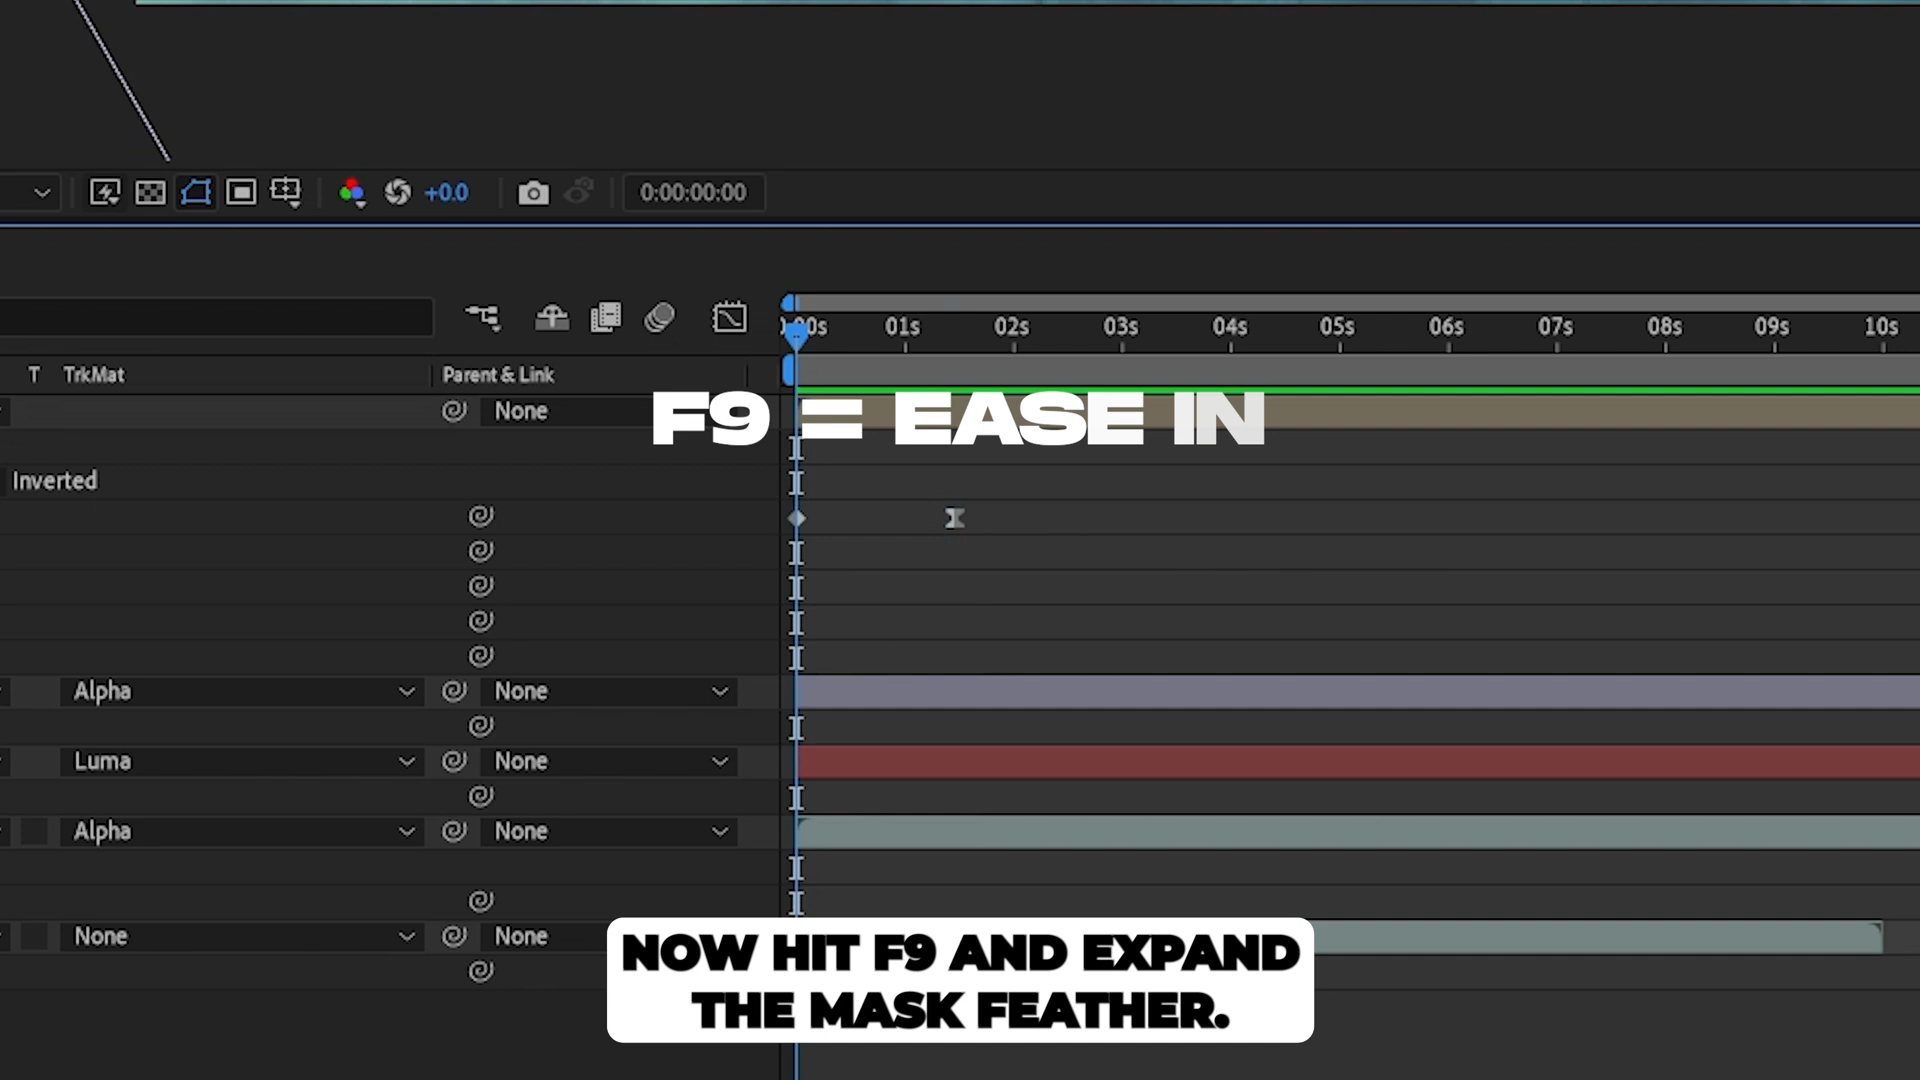 +0.0
0:00:00:00
00s 01s 02s 03s 04s 05s 06s 07s 08s 09s 10s
T TrkMat Parent & Link
None
F9 = EASE IN
Inverted
Alpha None
Luma None
Alpha None
None None
NOW HIT F9 AND EXPAND
THE MASK FEATHER.